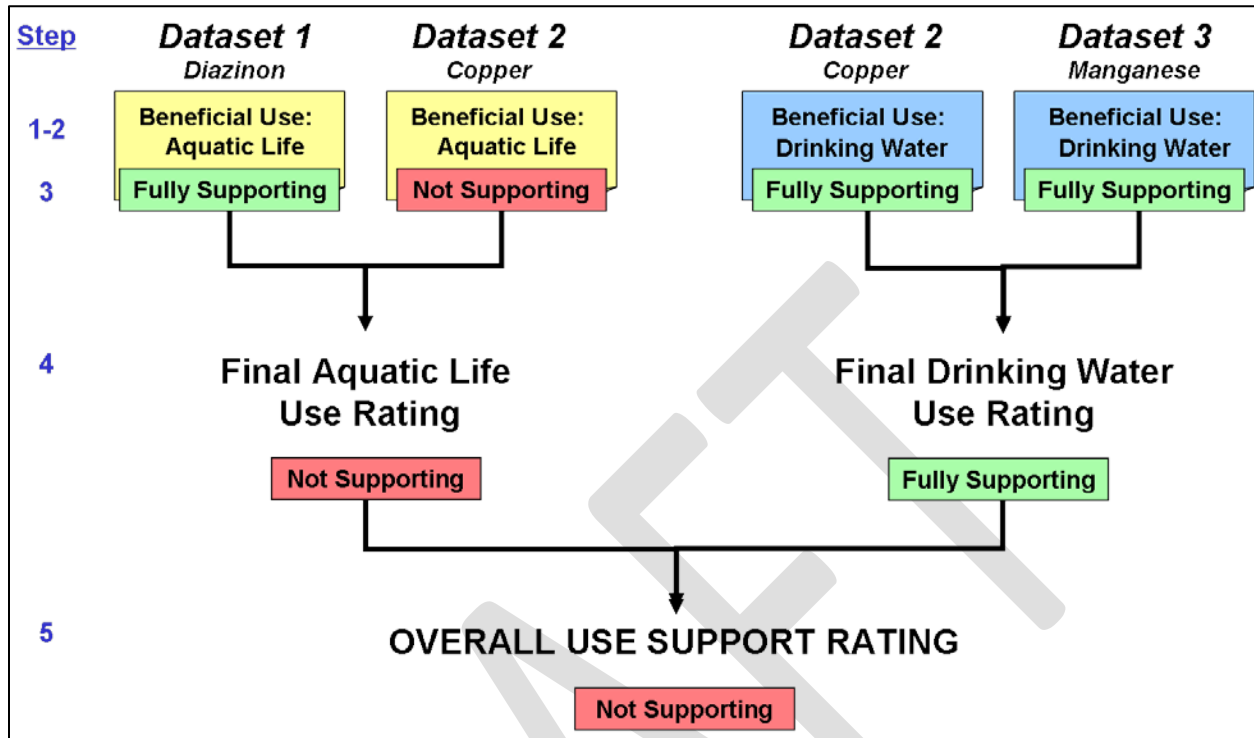 Step
Dataset 1
Diazinon
Dataset 2
Copper
Dataset 2
Copper
Dataset 3
Manganese
1-2
Beneficial Use:
Aquatic Life
Beneficial Use:
Aquatic Life
Beneficial Use:
Drinking Water
Beneficial Use:
Drinking Water
3
Fully Supporting
Not Supporting
Fully Supporting
Fully Supporting
4
Final Aquatic Life
Use Rating
Final Drinking Water
Use Rating
Not Supporting
Fully Supporting
5
OVERALL USE SUPPORT RATING
Not Supporting
AFT